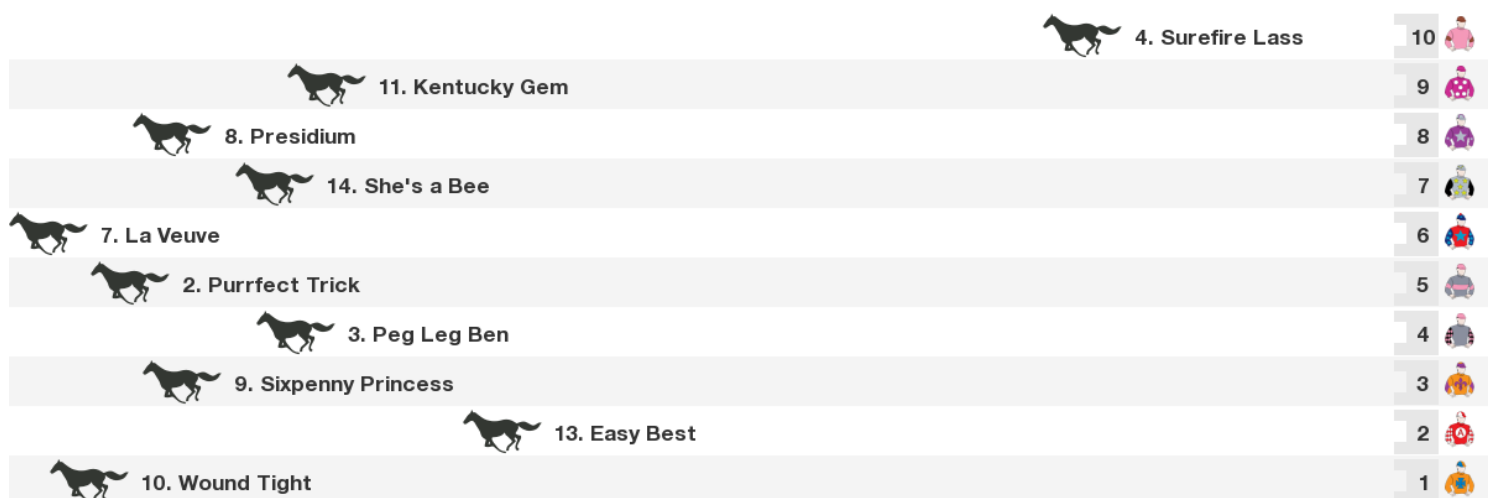 4. Surefire Lass 10
11. Kentucky Gem 9
8. Presidium 8
14. She's a Bee 7
7. La Veuve 6
2. Purrfect Trick 5
3. Peg Leg Ben 4
9. Sixpenny Princess 3
13. Easy Best 2
A
10. Wound Tight 1